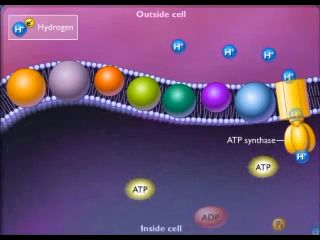 Outside cell
H+ e- Hydrogen
H+
H+
H+
H+
ATP synthase
H+
ATP
ATP
ADP
Pi
Inside cell